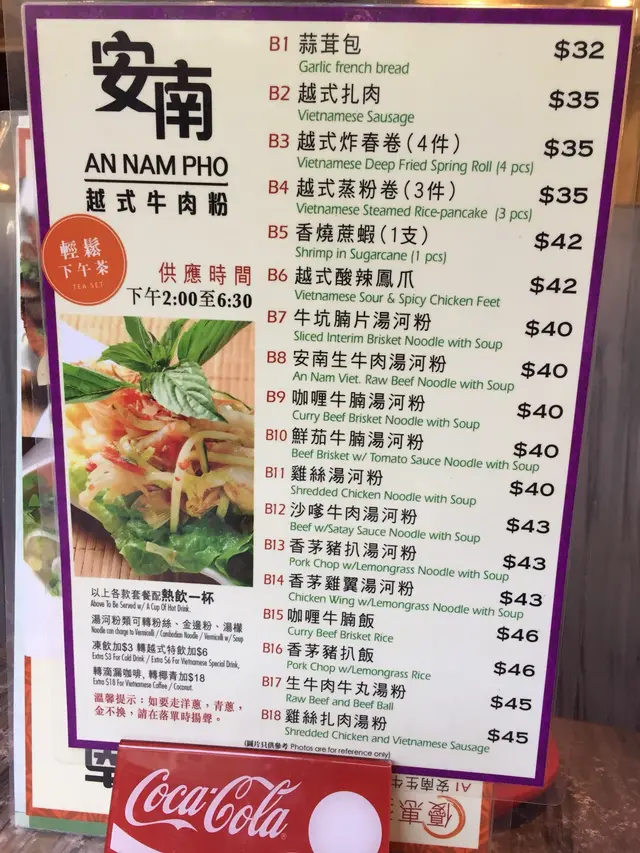 安南
AN NAM PHO
越式牛肉粉
輕鬆
下午茶
TEA SET
供應時間
下午2:00至6:30
B1 蒜茸包 $32
Garlic french bread
B2 越式扎肉 $35
Vietnamese Sausage
B3 越式炸春卷(4件) $35
Vietnamese Deep Fried Spring Roll (4 pcs)
B4 越式蒸粉卷(3件) $35
Vietnamese Steamed Rice-pancake (3 pcs)
B5 香燒蔗蝦(1支) $42
Shrimp in Sugarcane (1 pcs)
B6 越式酸辣鳳爪 $42
Vietnamese Sour & Spicy Chicken Feet
B7 牛坑腩片湯河粉 $40
Sliced Interim Brisket Noodle with Soup
B8 安南生牛肉湯河粉 $40
An Nam Viet. Raw Beef Noodle with Soup
B9 咖喱牛腩湯河粉 $40
Curry Beef Brisket Noodle with Soup
B10 鮮茄牛腩湯河粉 $40
Beef Brisket w/ Tomato Sauce Noodle with Soup
B11 雞絲湯河粉 $40
Shredded Chicken Noodle with Soup
B12 沙嗲牛肉湯河粉 $43
Beef w/Satay Sauce Noodle with Soup
B13 香茅豬扒湯河粉 $43
Pork Chop w/Lemongrass Noodle with Soup
B14 香茅雞翼湯河粉 $43
Chicken Wing w/Lemongrass Noodle with Soup
B15 咖喱牛腩飯 $46
Curry Beef Brisket Rice
B16 香茅豬扒飯 $46
Pork Chop w/Lemongrass Rice
B17 生牛肉牛丸湯粉 $45
Raw Beef and Beef Ball
B18 雞絲扎肉湯粉 $45
Shredded Chicken and Vietnamese Sausage
以上各款套餐配熱飲一杯
Above To Be Served w/ A Cup Of Hot Drink.
湯河粉類可轉粉絲、金邊粉、湯檬
Noodle can charge to Vermicelli / Cambodian Noodle / Vermicelli w/ Soup
凍飲加$3 轉越式特飲加$6
Extra $3 For Cold Drink / Extra $6 For Vietnamese Special Drink,
轉滴漏咖啡, 轉椰青加$18
Extra $18 For Vietnamese Coffee / Coconut.
溫馨提示：如要走洋蔥，青蔥，
金不換，請在落單時揚聲。
(圖片只供參考 Photos are for reference only)
Coca-Cola
A1 安南生牛
優惠